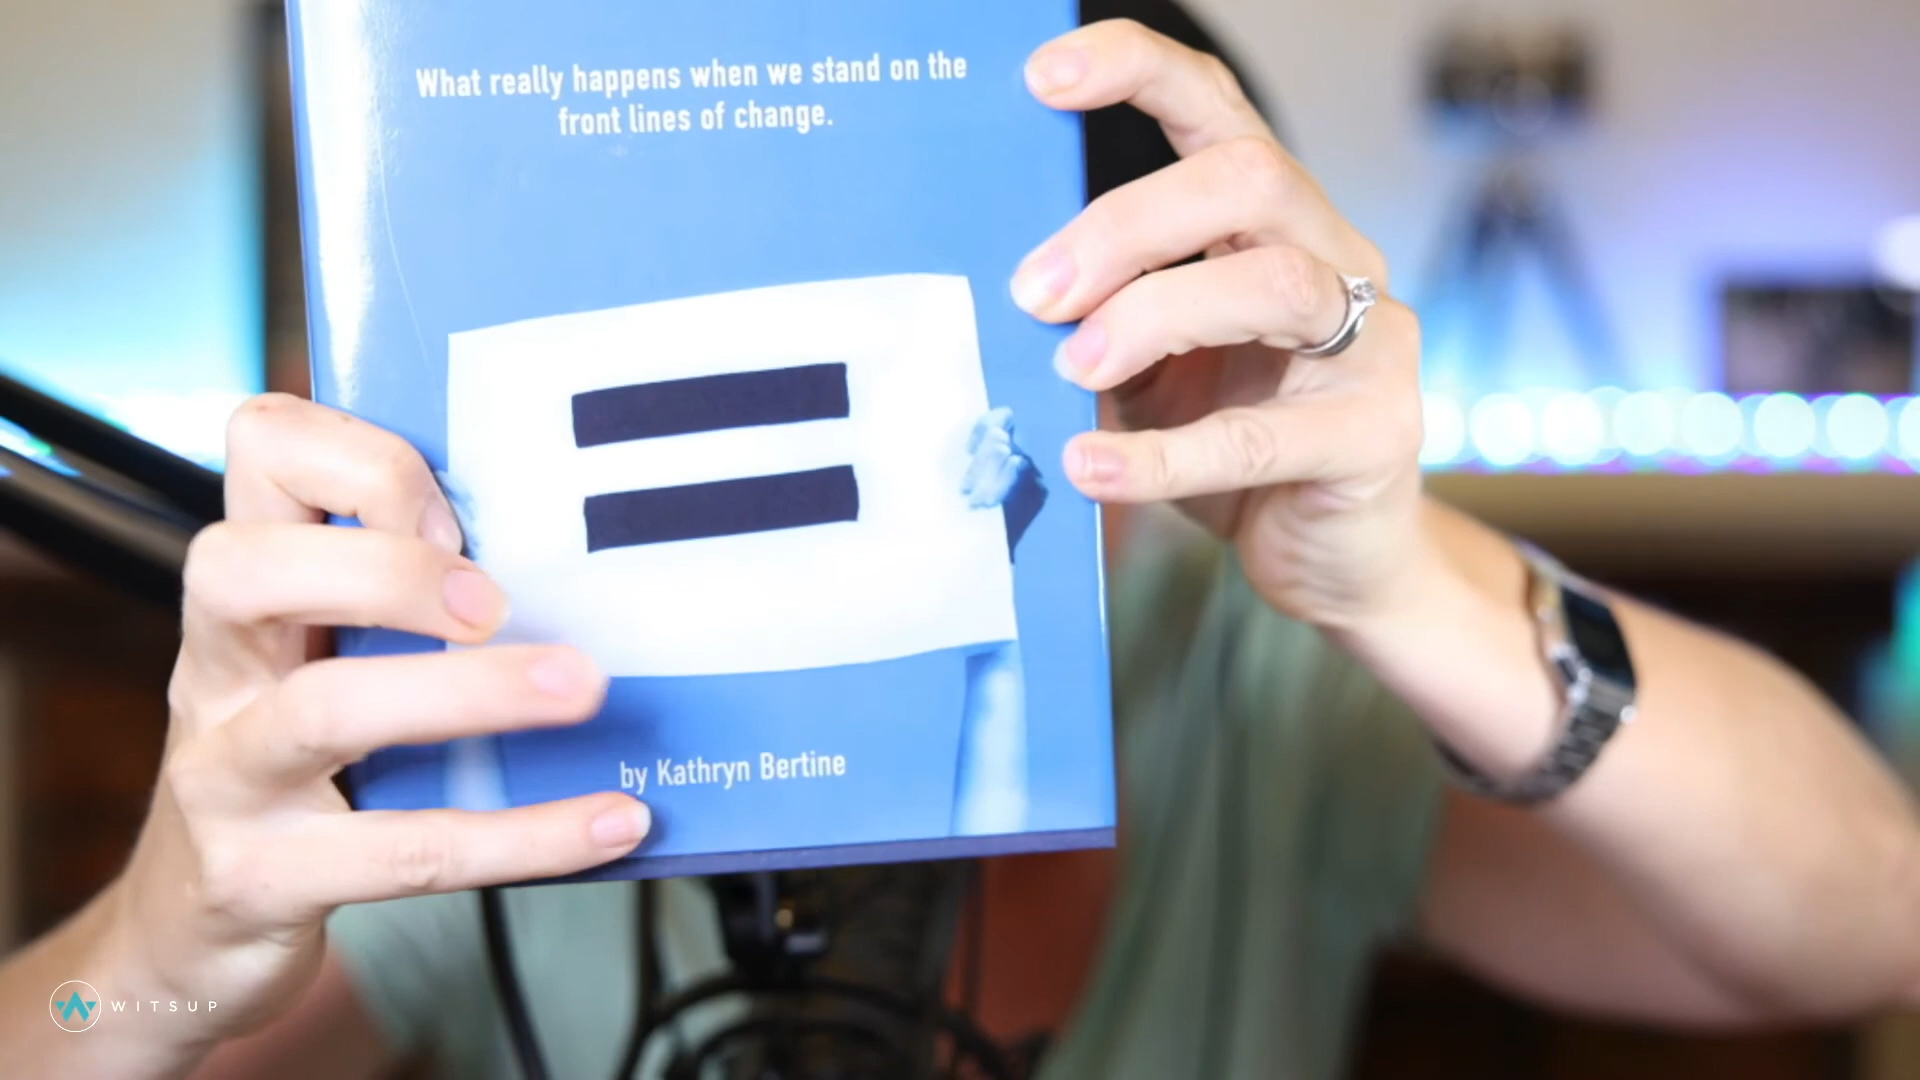 What really happens when we stand on the
front lines of change.
by Kathryn Bertine
WITSUP